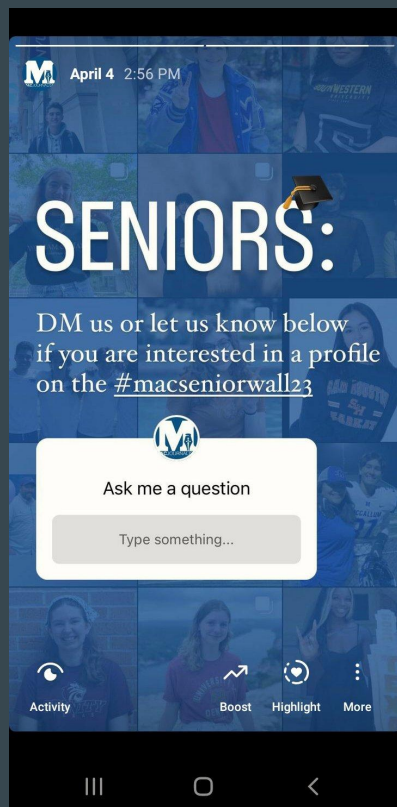 April 4 2:56 PM
SENIORS:
DM us or let us know below
if you are interested in a profile
on the #macseniorwall23
Ask me a question
Type something...
Activity
Boost
Highlight
More